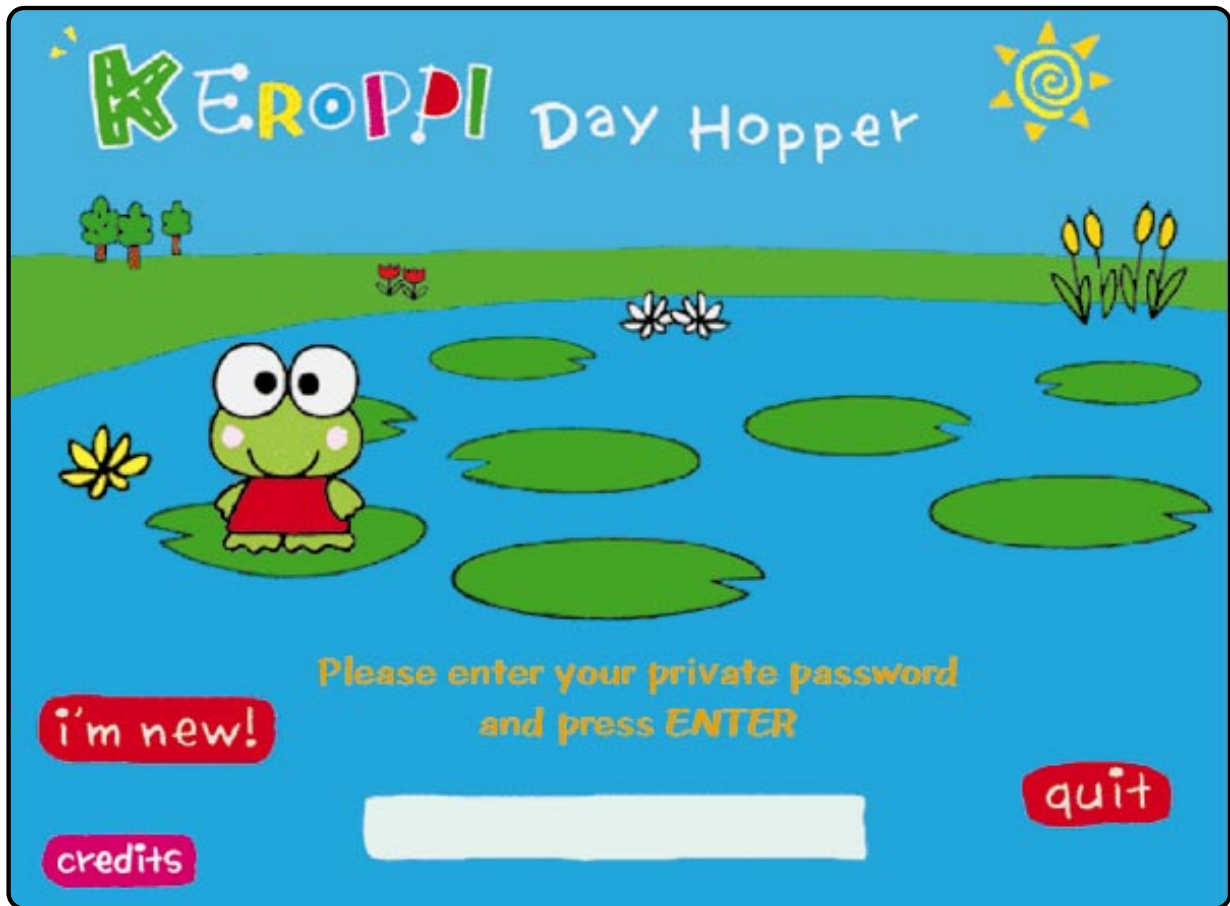 KEROPPI Day Hopper
Please enter your private password
and press ENTER
i'm new!
quit
credits